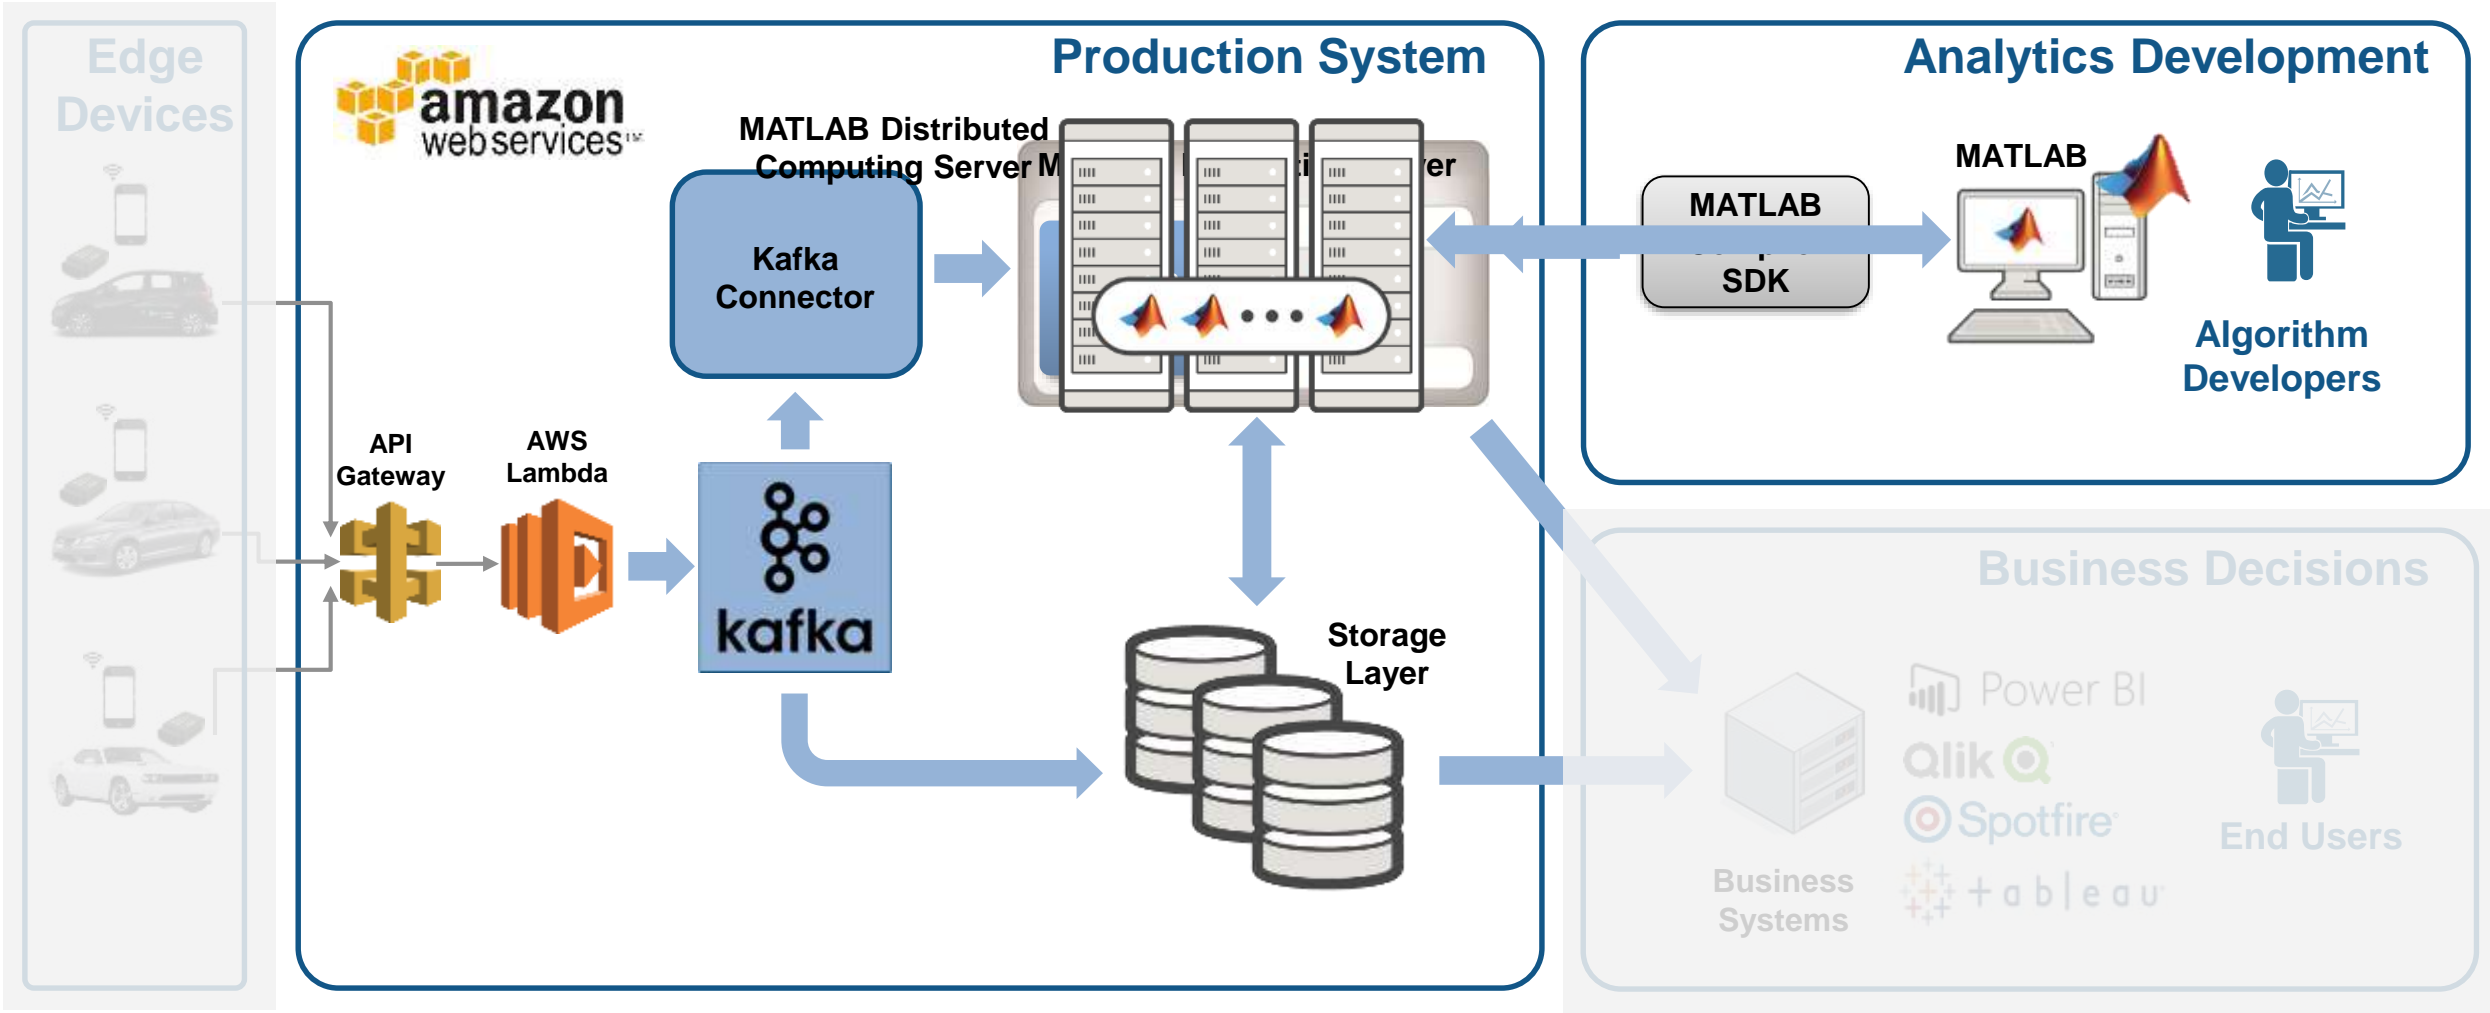 Edge
Devices
amazon
webservices™
Production System
MATLAB Distributed
Computing Server
Kafka
Connector
API
Gateway
AWS
Lambda
kafka
Storage
Layer
Analytics Development
MATLAB
SDK
MATLAB
Algorithm
Developers
Business Decisions
Power BI
Qlik
Spotfire
tableau
Business
Systems
End Users